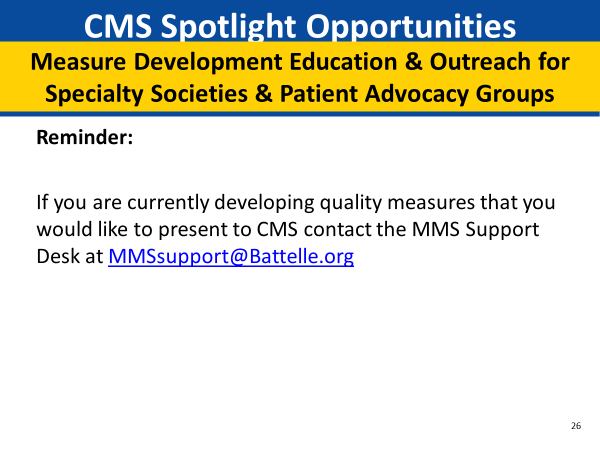 CMS Spotlight Opportunities
Measure Development Education & Outreach for
Specialty Societies & Patient Advocacy Groups
Reminder:
If you are currently developing quality measures that you
would like to present to CMS contact the MMS Support
Desk at MMSsupport@Battelle.org
26